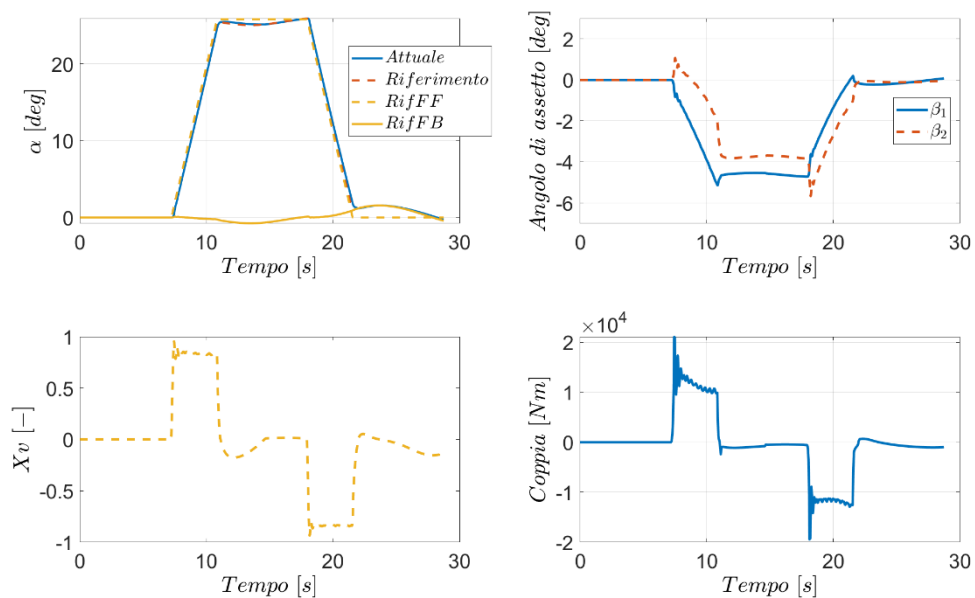 α [deg]
20
10
0
0
10
20
30
Tempo [s]
Attuale
Riferimento
RifFF
RifFB
Angolo di assetto [deg]
2
0
-2
-4
-6
0
10
20
30
Tempo [s]
β1
β2
Xv [−]
1
0.5
0
-0.5
-1
0
10
20
30
Tempo [s]
×10^4
Coppia [Nm]
2
1
0
-1
-2
0
10
20
30
Tempo [s]